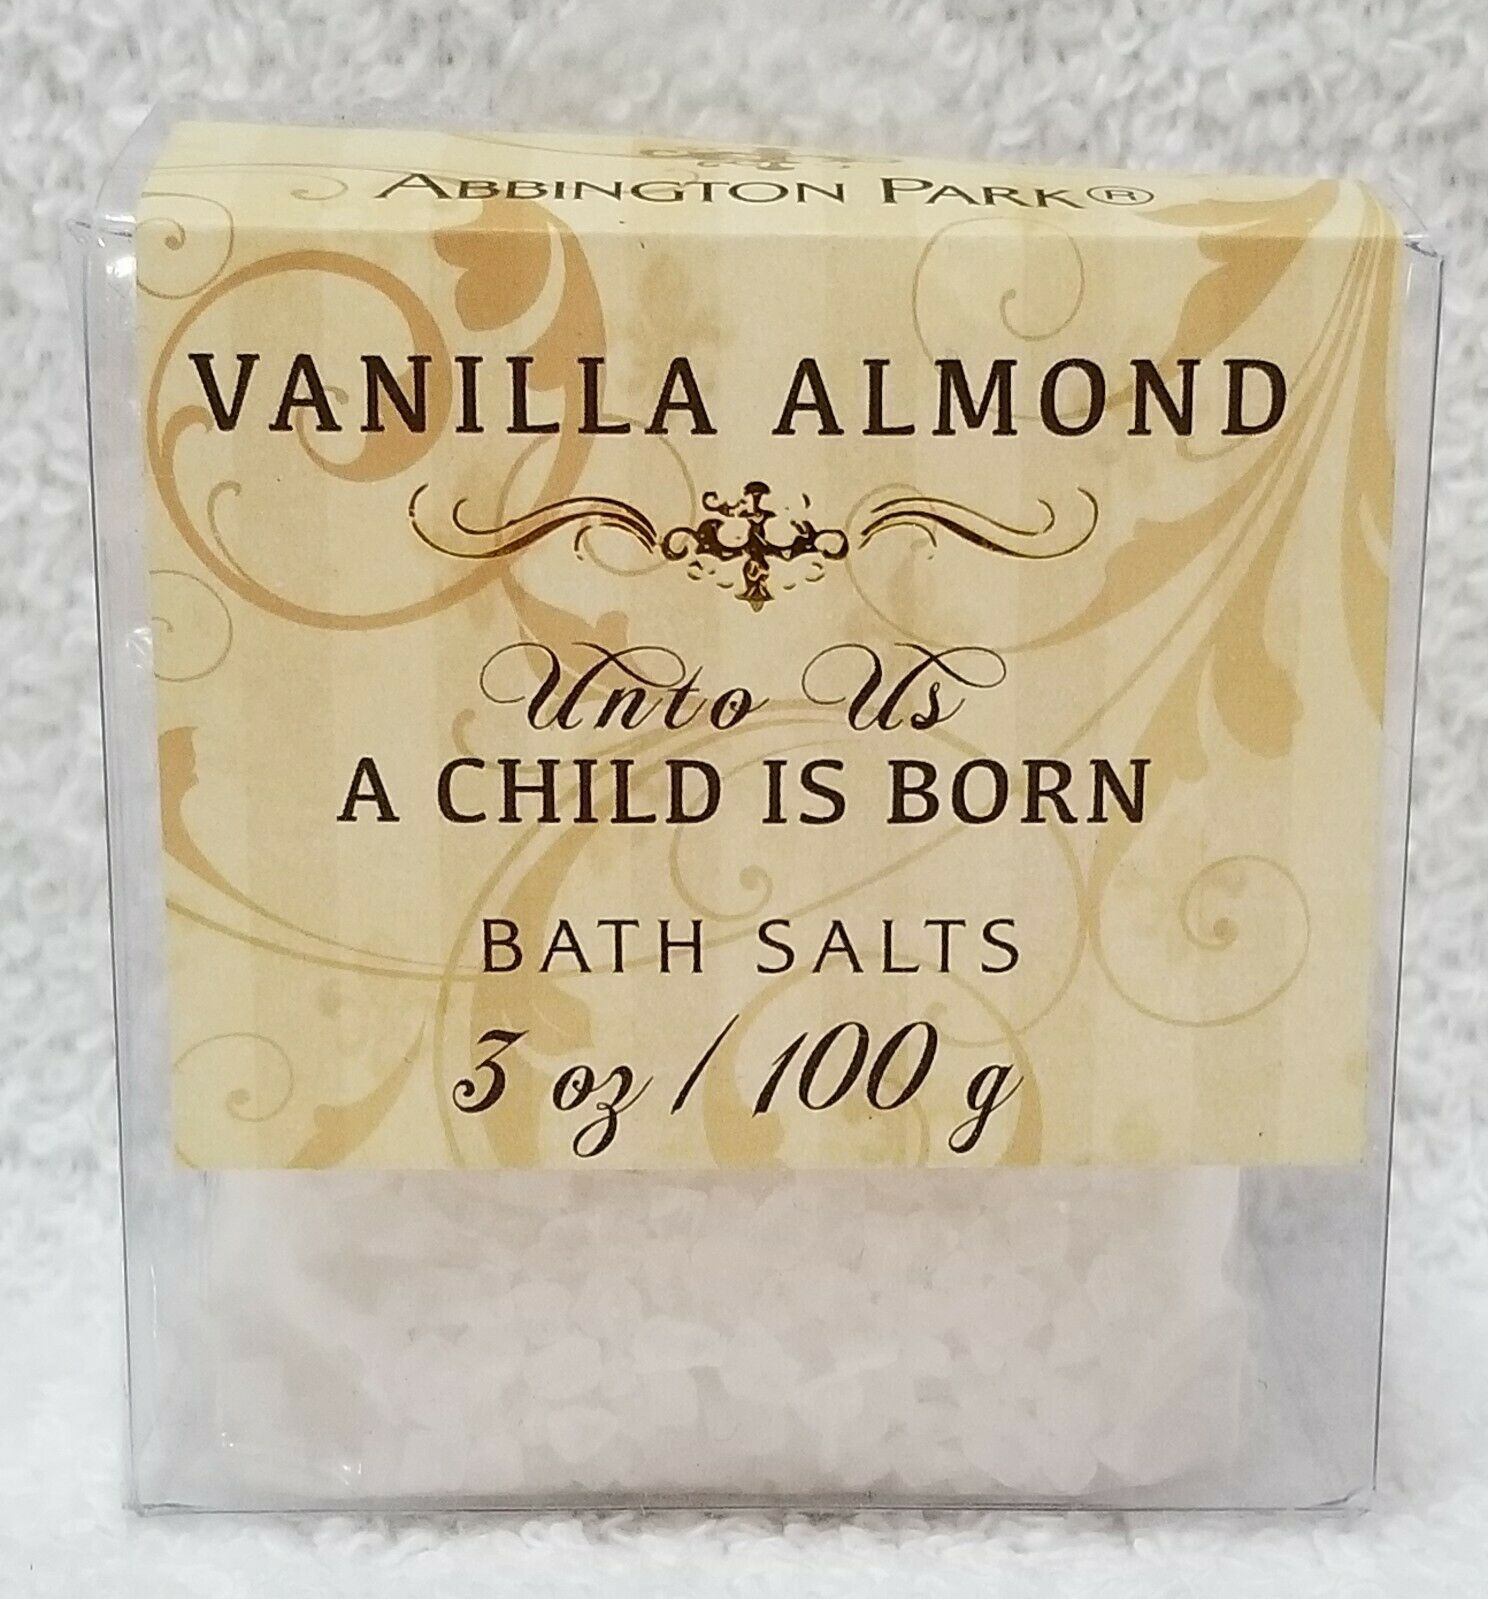 ABBINGTON PARK®
VANILLA ALMOND
Unto Us
A CHILD IS BORN
BATH SALTS
3 oz / 100 g